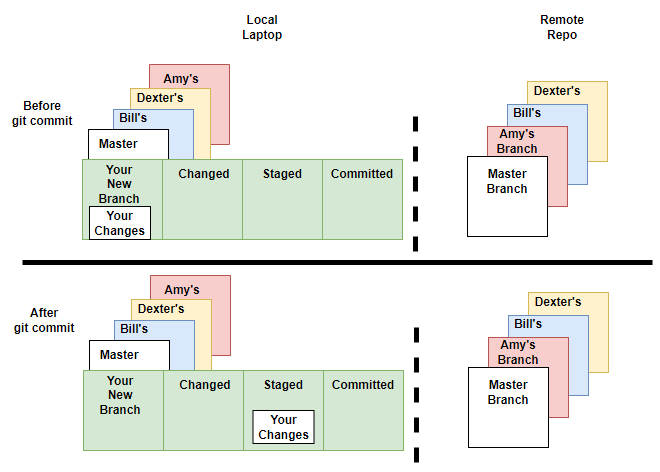 Local
Laptop
Remote
Repo
Before
git commit
Amy's
Dexter's
Bill's
Master
Your
New
Branch
Changed
Staged
Committed
Your
Changes
Dexter's
Bill's
Amy's
Branch
Master
Branch
After
git commit
Amy's
Dexter's
Bill's
Master
Your
New
Branch
Changed
Staged
Committed
Your
Changes
Dexter's
Bill's
Amy's
Branch
Master
Branch